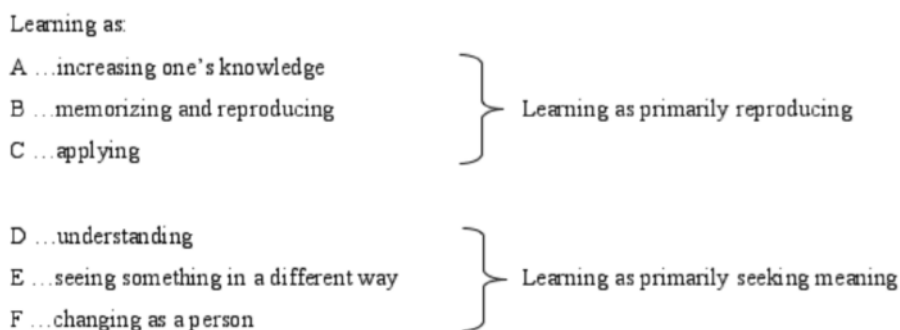 Learning as:
A …increasing one's knowledge
B …memorizing and reproducing
Learning as primarily reproducing
C …applying
D …understanding
E …seeing something in a different way
Learning as primarily seeking meaning
F …changing as a person